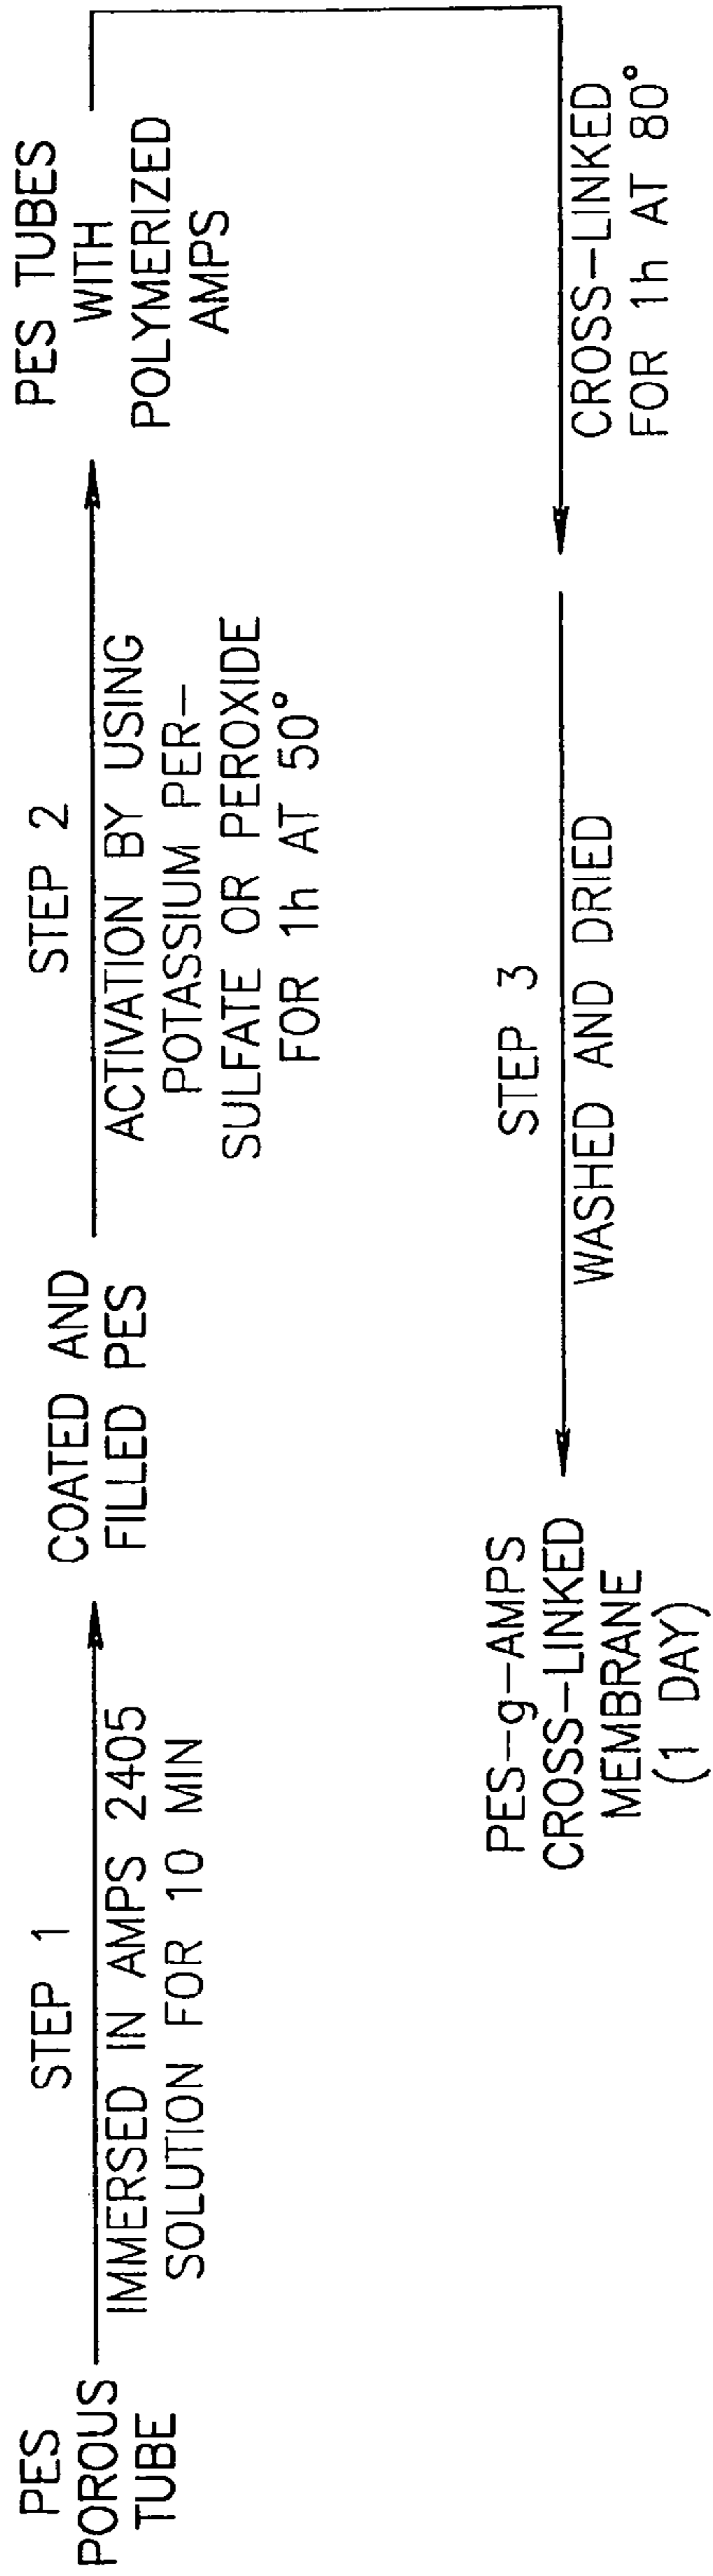 PES
POROUS
TUBE
STEP 1
IMMERSED IN AMPS 2405
SOLUTION FOR 10 MIN
COATED AND
FILLED PES
STEP 2
ACTIVATION BY USING
POTASSIUM PER-
SULFATE OR PEROXIDE
FOR 1h AT 50°
PES TUBES
WITH
POLYMERIZED
AMPS
CROSS-LINKED
FOR 1h AT 80°
STEP 3
WASHED AND DRIED
PES-g-AMPS
CROSS-LINKED
MEMBRANE
(1 DAY)